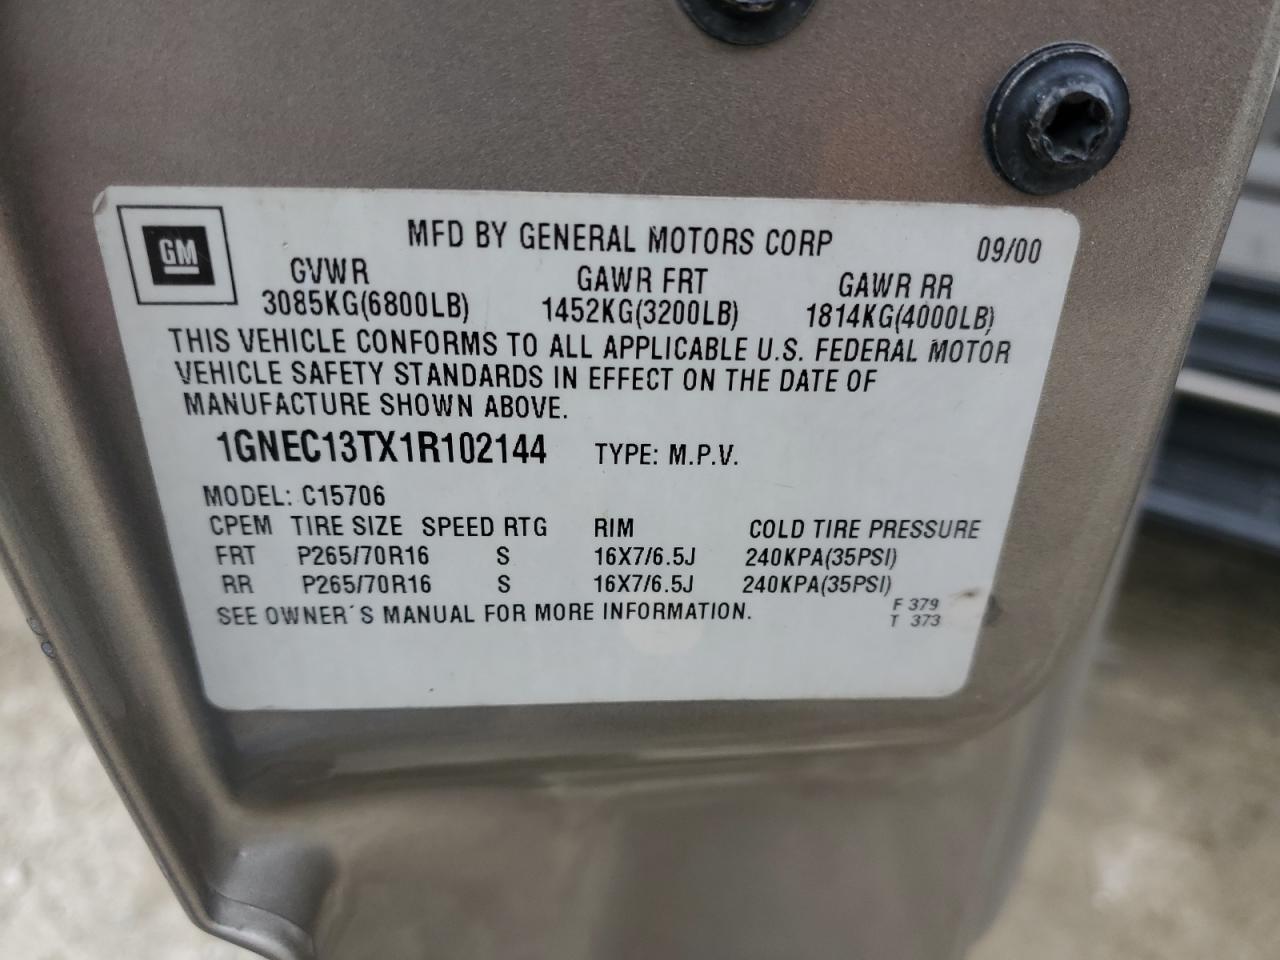 GM
MFD BY GENERAL MOTORS CORP 09/00
GVWR GAWR FRT GAWR RR
3085KG(6800LB) 1452KG(3200LB) 1814KG(4000LB)
THIS VEHICLE CONFORMS TO ALL APPLICABLE U.S. FEDERAL MOTOR
VEHICLE SAFETY STANDARDS IN EFFECT ON THE DATE OF
MANUFACTURE SHOWN ABOVE.
1GNEC13TX1R102144 TYPE: M.P.V.
MODEL: C15706
CPEM TIRE SIZE SPEED RTG RIM COLD TIRE PRESSURE
FRT P265/70R16 S 16X7/6.5J 240KPA(35PSI)
RR P265/70R16 S 16X7/6.5J 240KPA(35PSI)
SEE OWNER'S MANUAL FOR MORE INFORMATION.
F 379
T 373